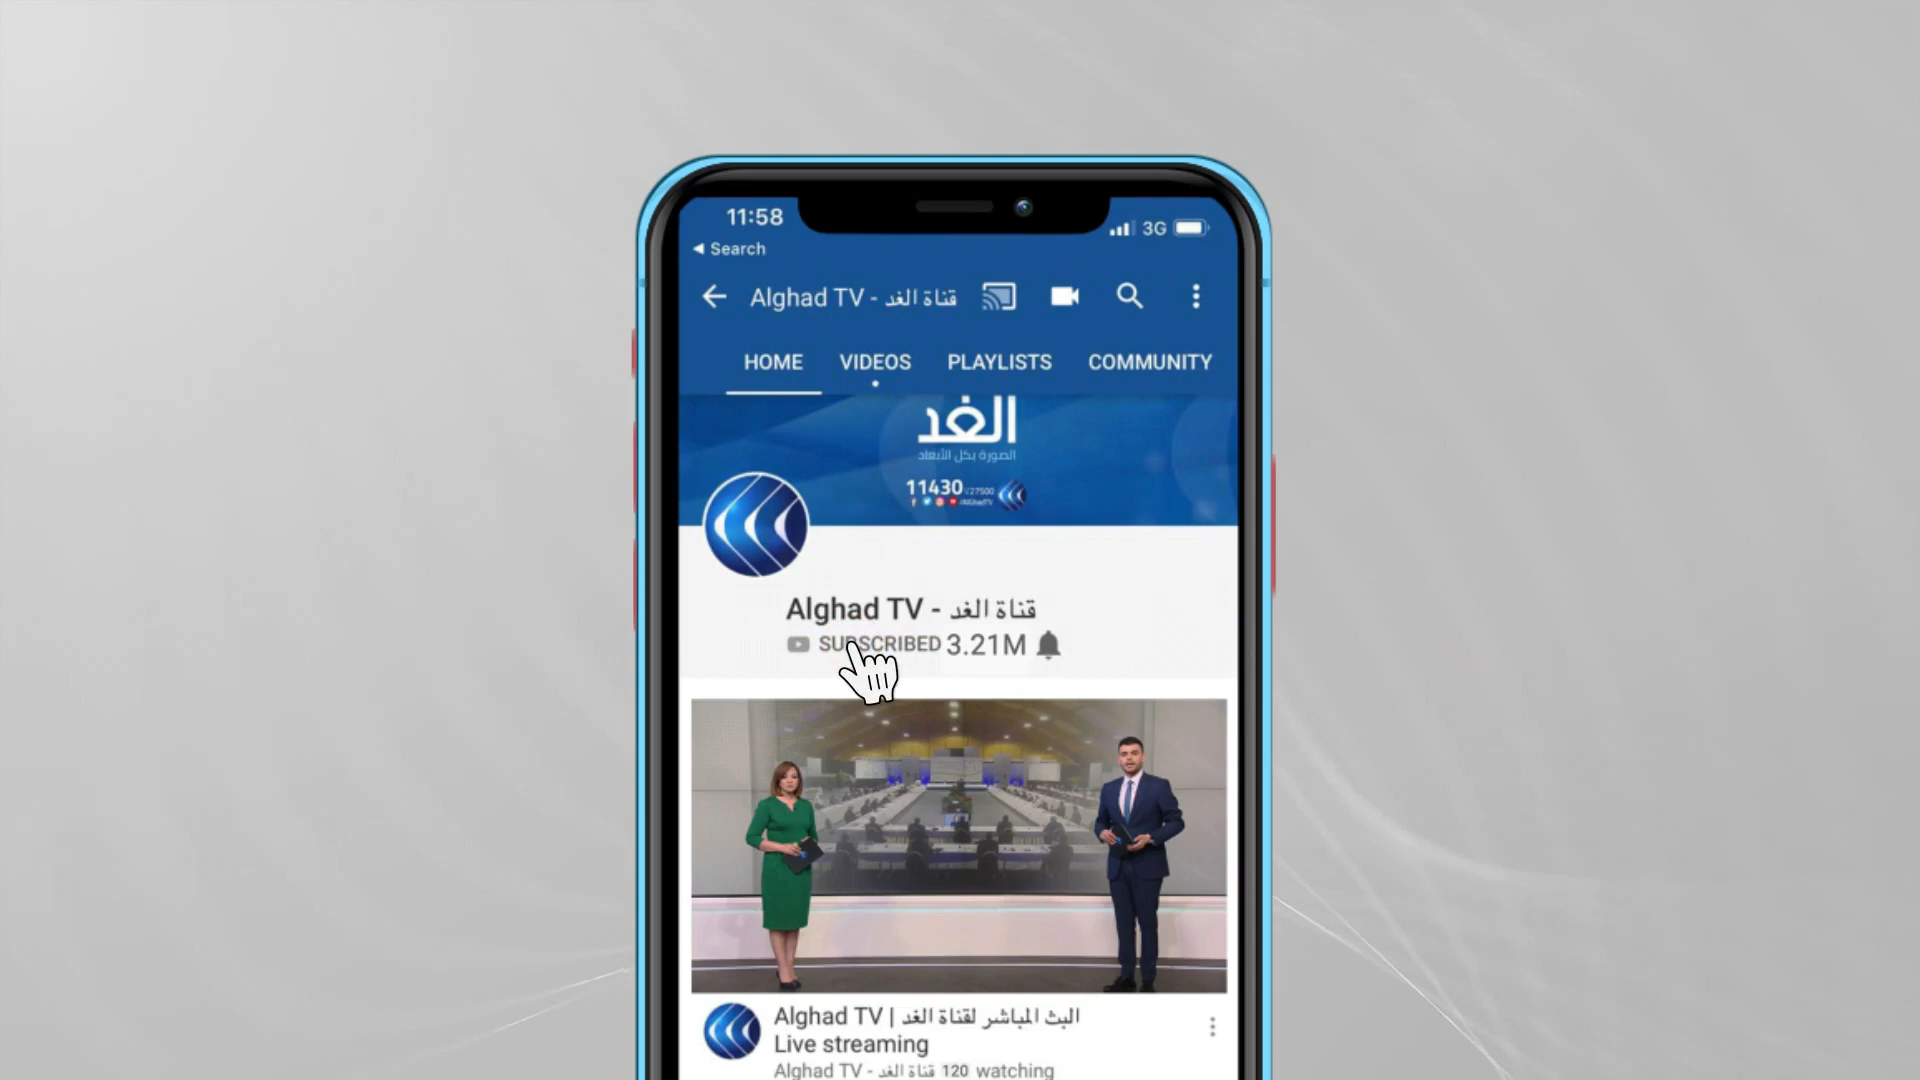 11:58
3G
◀ Search
Alghad TV - قناة الغد
HOME VIDEOS PLAYLISTS COMMUNITY
الغد
الصورة بكل الأبعاد
11430 V27500
/AlGhadTV
Alghad TV - قناة الغد
SUBSCRIBED 3.21M
Alghad TV | البث المباشر لقناة الغد
Live streaming
Alghad TV - قناة الغد 120 watching